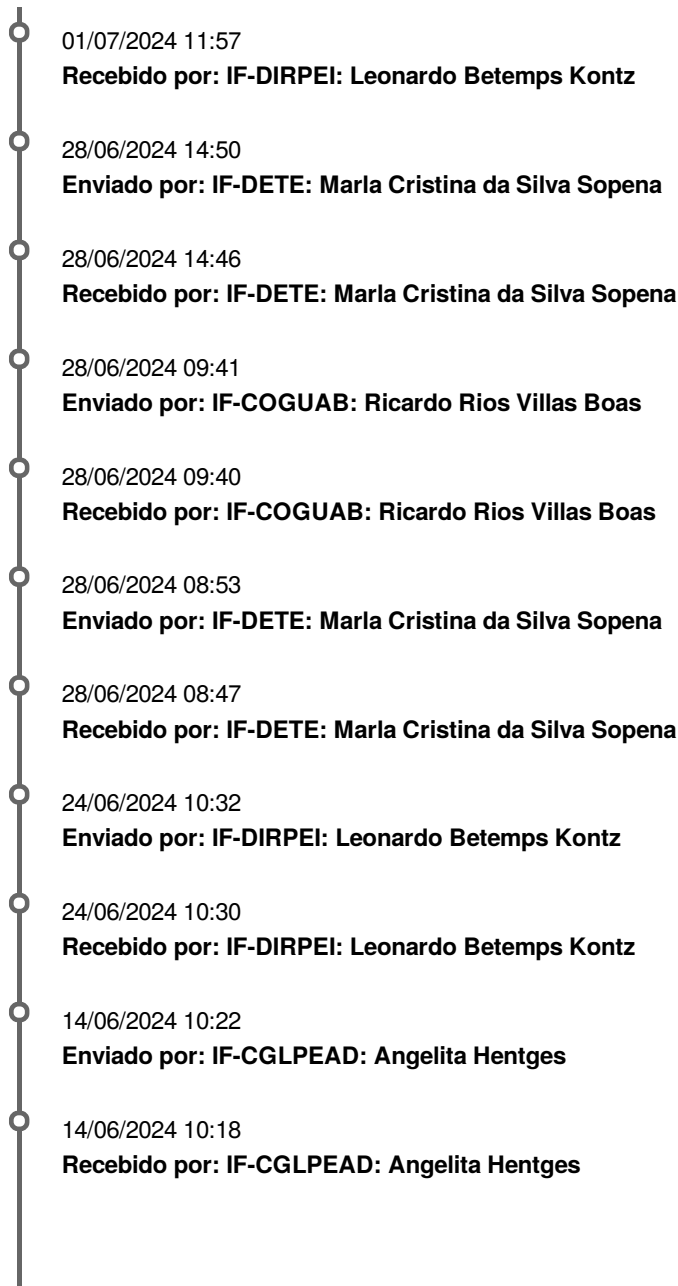 01/07/2024 11:57
Recebido por: IF-DIRPEI: Leonardo Betemps Kontz
28/06/2024 14:50
Enviado por: IF-DETE: Marla Cristina da Silva Sopena
28/06/2024 14:46
Recebido por: IF-DETE: Marla Cristina da Silva Sopena
28/06/2024 09:41
Enviado por: IF-COGUAB: Ricardo Rios Villas Boas
28/06/2024 09:40
Recebido por: IF-COGUAB: Ricardo Rios Villas Boas
28/06/2024 08:53
Enviado por: IF-DETE: Marla Cristina da Silva Sopena
28/06/2024 08:47
Recebido por: IF-DETE: Marla Cristina da Silva Sopena
24/06/2024 10:32
Enviado por: IF-DIRPEI: Leonardo Betemps Kontz
24/06/2024 10:30
Recebido por: IF-DIRPEI: Leonardo Betemps Kontz
14/06/2024 10:22
Enviado por: IF-CGLPEAD: Angelita Hentges
14/06/2024 10:18
Recebido por: IF-CGLPEAD: Angelita Hentges